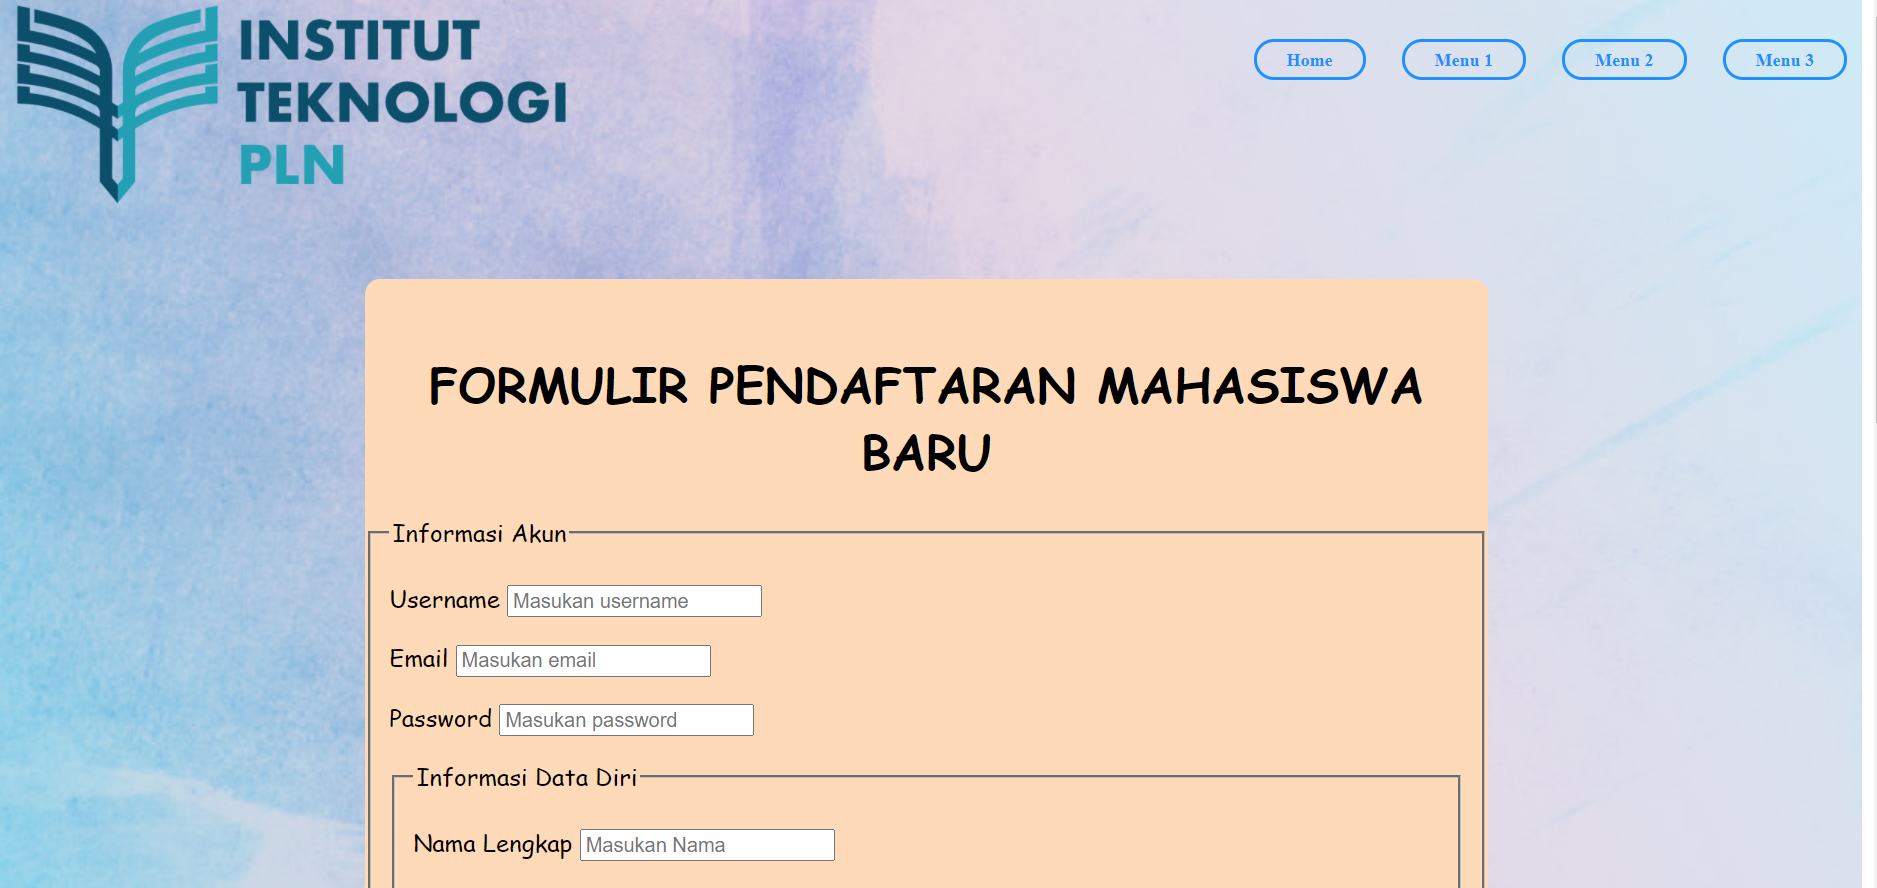 INSTITUT
TEKNOLOGI
PLN
Home Menu 1 Menu 2 Menu 3
FORMULIR PENDAFTARAN MAHASISWA
BARU
Informasi Akun
Username Masukan username
Email Masukan email
Password Masukan password
Informasi Data Diri
Nama Lengkap Masukan Nama